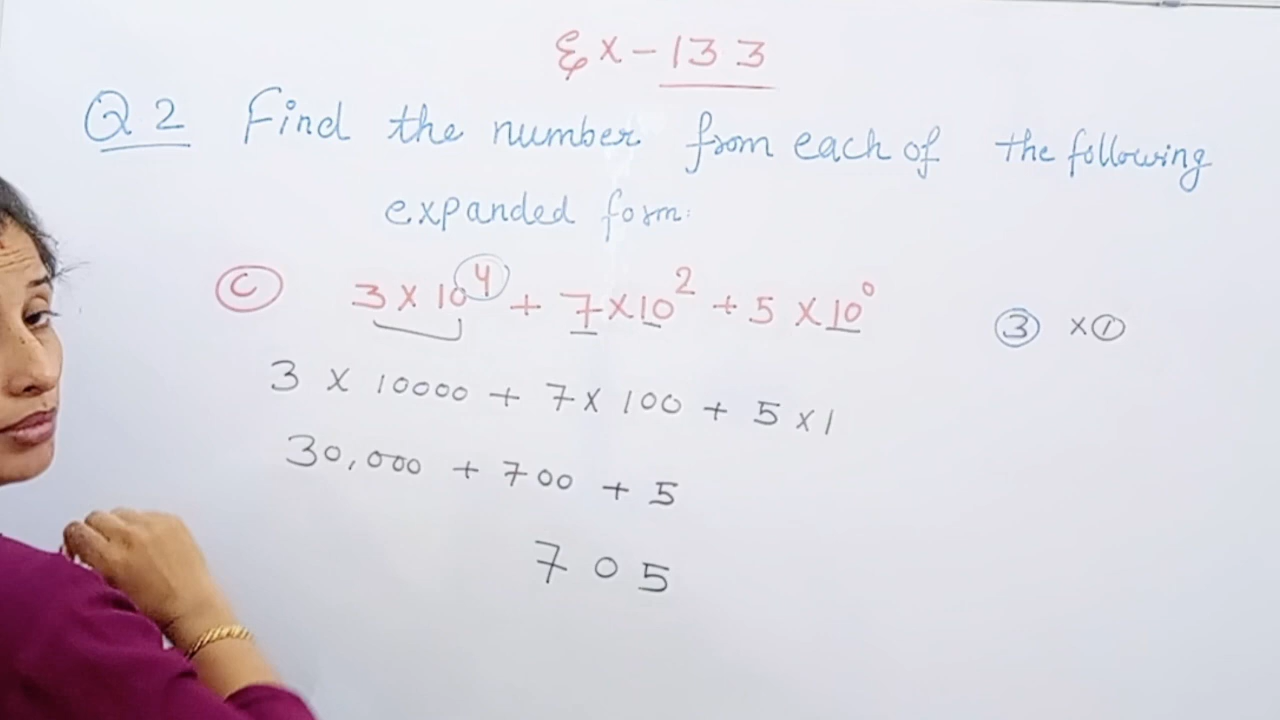 Ex - 13 3
Q 2 Find the number from each of the following
expanded form:
C 3 × 10⁴ + 7 × 10² + 5 × 10⁰ 3 × 1
3 × 10000 + 7 × 100 + 5 × 1
30,000 + 700 + 5
7 0 5